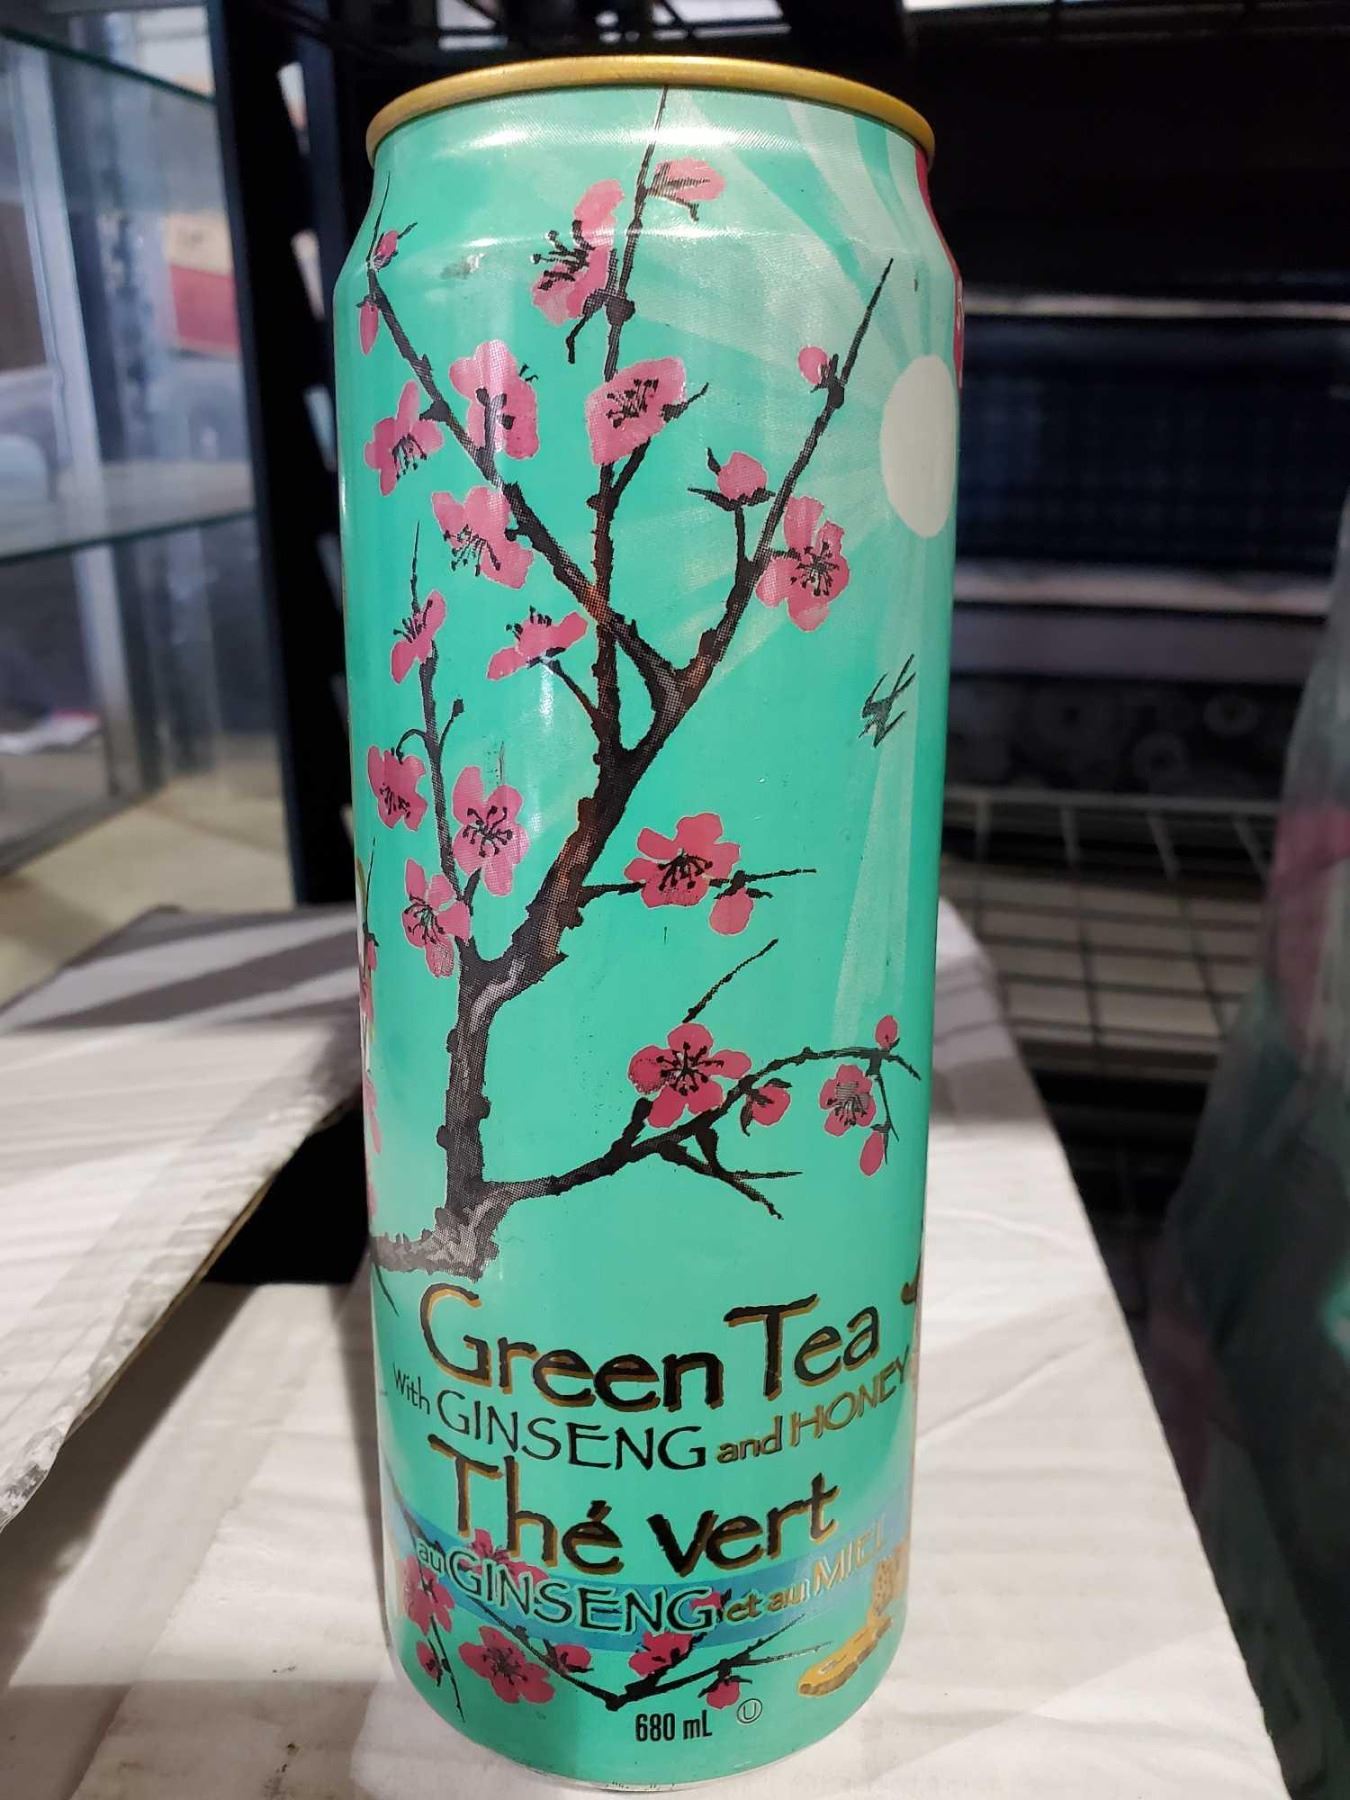 Green Tea
with GINSENG and HONEY
Thé vert
au GINSENG et au MIEL
680 mL U